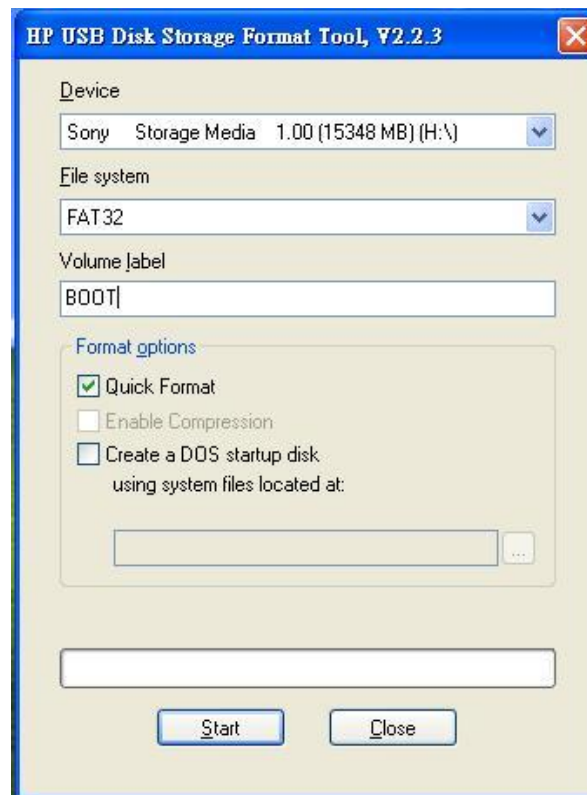 HP USB Disk Storage Format Tool, V2.2.3
Device
Sony Storage Media 1.00 (15348 MB) (H:\)
File system
FAT32
Volume label
BOOT
Format options
Quick Format
Enable Compression
Create a DOS startup disk
using system files located at:
...
Start
Close